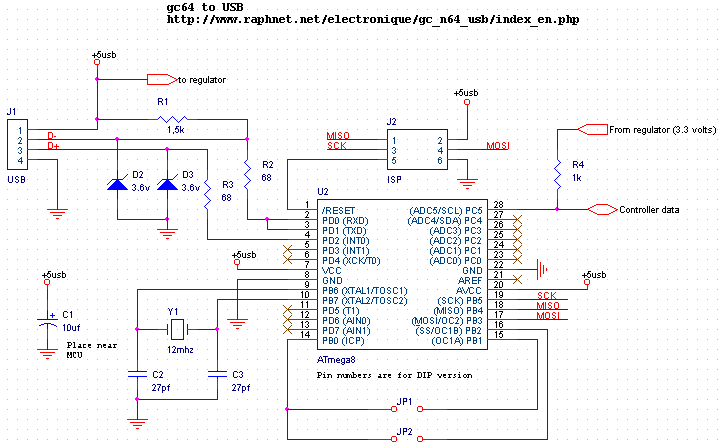 gc64 to USB
http://www.raphnet.net/electronique/gc_n64_usb/index_en.php
+5usb
to regulator
J1
1
2
3
4
USB
D-
D+
R1
1,5k
D2
3.6v
D3
3.6v
R3
68
R2
68
J2
1 2
3 4
5 6
ISP
MISO
SCK
MOSI
+5usb
From regulator (3.3 volts)
R4
1k
Controller data
U2
1 /RESET (ADC5/SCL) PC5 28
2 PD0 (RXD) (ADC4/SDA) PC4 27
3 PD1 (TXD) (ADC3) PC3 26
4 PD2 (INT0) (ADC2) PC2 25
5 PD3 (INT1) (ADC1) PC1 24
6 PD4 (XCK/T0) (ADC0) PC0 23
7 VCC GND 22
8 GND AREF 21
9 PB6 (XTAL1/TOSC1) AVCC 20
10 PB7 (XTAL2/TOSC2) (SCK) PB5 19 SCK
11 PD5 (T1) (MISO) PB4 18 MISO
12 PD6 (AIN0) (MOSI/OC2) PB3 17 MOSI
13 PD7 (AIN1) (SS/OC1B) PB2 16
14 PB0 (ICP) (OC1A) PB1 15
ATmega8
Pin numbers are for DIP version
+5usb
+5usb
+5usb
C1
10uf
Place near
MCU
Y1
12mhz
C2
27pf
C3
27pf
JP1
JP2